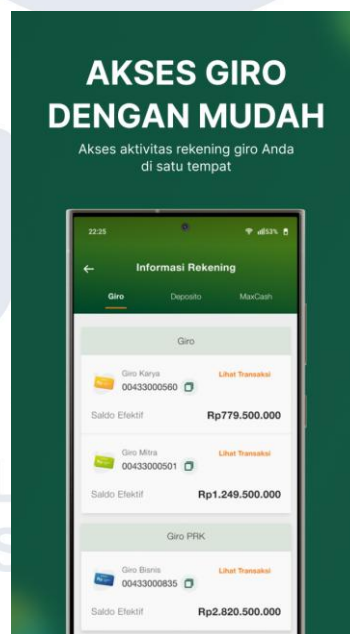 AKSES GIRO
DENGAN MUDAH
Akses aktivitas rekening giro Anda
di satu tempat
22:25
53%
Informasi Rekening
Giro Deposito MaxCash
Giro
Giro Karya Lihat Transaksi
00433000560
Saldo Efektif Rp779.500.000
Giro Mitra Lihat Transaksi
00433000501
Saldo Efektif Rp1.249.500.000
Giro PRK
Giro Bisnis Lihat Transaksi
00433000835
Saldo Efektif Rp2.820.500.000